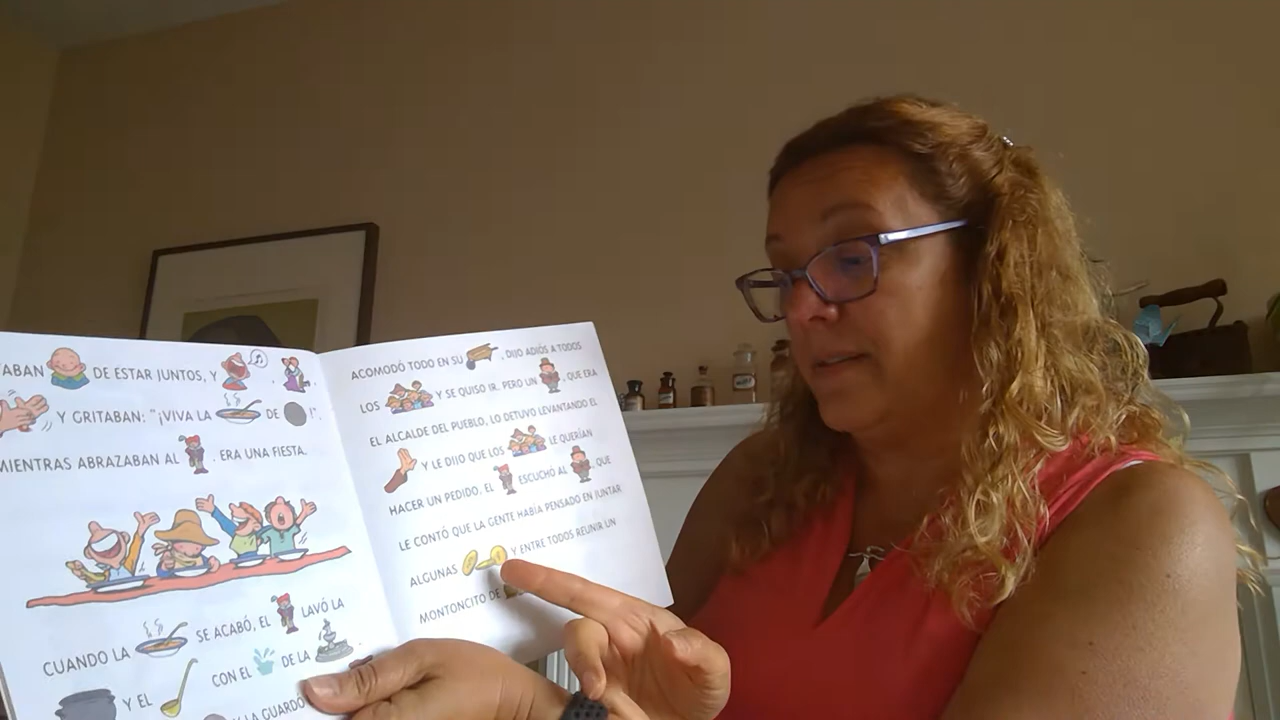 TABAN DE ESTAR JUNTOS, Y
Y GRITABAN: "¡VIVA LA DE !".
MIENTRAS ABRAZABAN AL . ERA UNA FIESTA.
CUANDO LA SE ACABÓ, EL LAVÓ LA
Y EL CON EL DE LA
Y LA GUARDÓ
ACOMODÓ TODO EN SU . DIJO ADIÓS A TODOS
LOS Y SE QUISO IR. PERO UN , QUE ERA
EL ALCALDE DEL PUEBLO, LO DETUVO LEVANTANDO EL
Y LE DIJO QUE LOS LE QUERÍAN
HACER UN PEDIDO. EL ESCUCHÓ AL , QUE
LE CONTÓ QUE LA GENTE HABÍA PENSADO EN JUNTAR
ALGUNAS Y ENTRE TODOS REUNIR UN
MONTONCITO DE